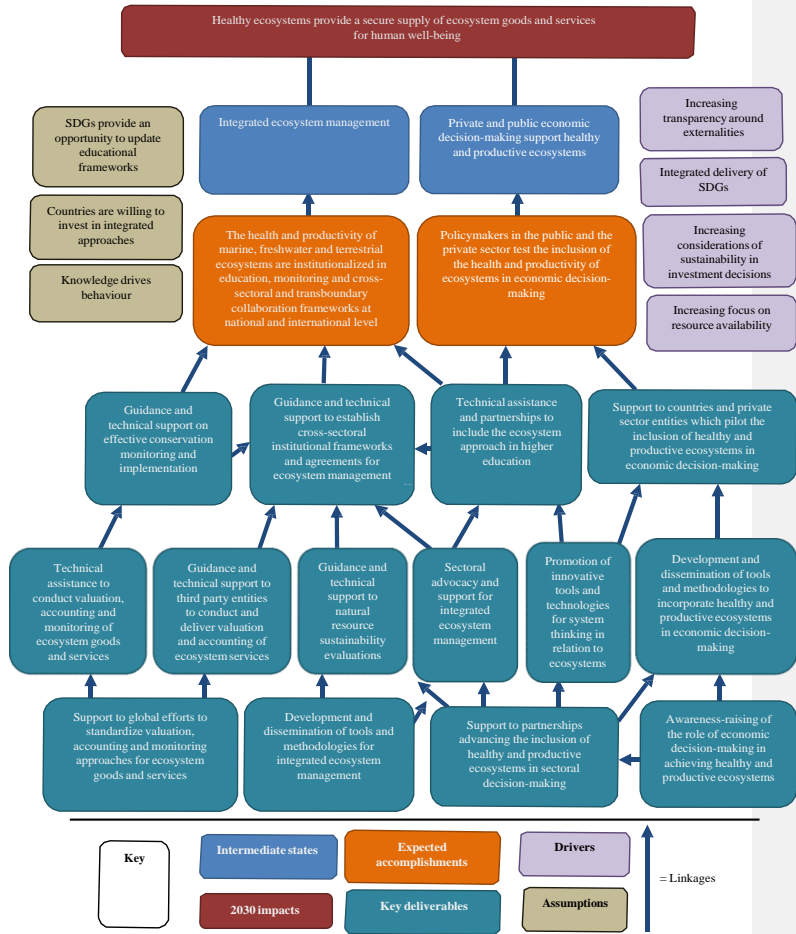 Healthy ecosystems provide a secure supply of ecosystem goods and services
for human well-being
SDGs provide an
opportunity to update
educational
frameworks
Integrated ecosystem management
Private and public economic
decision-making support healthy
and productive ecosystems
Increasing
transparency around
externalities
Integrated delivery of
SDGs
Countries are willing to
invest in integrated
approaches
Knowledge drives
behaviour
The health and productivity of
marine, freshwater and terrestrial
ecosystems are institutionalized in
education, monitoring and cross-
sectoral and transboundary
collaboration frameworks at
national and international level
Policymakers in the public and the
private sector test the inclusion of
the health and productivity of
ecosystems in economic decision-
making
Increasing
considerations of
sustainability in
investment decisions
Increasing focus on
resource availability
Guidance and
technical support on
effective conservation
monitoring and
implementation
Guidance and technical
support to establish
cross-sectoral
institutional frameworks
and agreements for
ecosystem management
Technical assistance
and partnerships to
include the ecosystem
approach in higher
education
Support to countries and private
sector entities which pilot the
inclusion of healthy and
productive ecosystems in
economic decision-making
Technical
assistance to
conduct valuation,
accounting and
monitoring of
ecosystem goods
and services
Guidance and
technical support to
third party entities
to conduct and
deliver valuation
and accounting of
ecosystem services
Guidance and
technical
support to
natural
resource
sustainability
evaluations
Sectoral
advocacy and
support for
integrated
ecosystem
management
Promotion of
innovative
tools and
technologies
for system
thinking in
relation to
ecosystems
Development and
dissemination of tools
and methodologies to
incorporate healthy and
productive ecosystems
in economic decision-
making
Support to global efforts to
standardize valuation,
accounting and monitoring
approaches for ecosystem
goods and services
Development and
dissemination of tools and
methodologies for
integrated ecosystem
management
Support to partnerships
advancing the inclusion of
healthy and productive
ecosystems in sectoral
decision-making
Awareness-raising of
the role of economic
decision-making in
achieving healthy and
productive ecosystems
Key
Intermediate states
Expected
accomplishments
Drivers
2030 impacts
Key deliverables
Assumptions
= Linkages